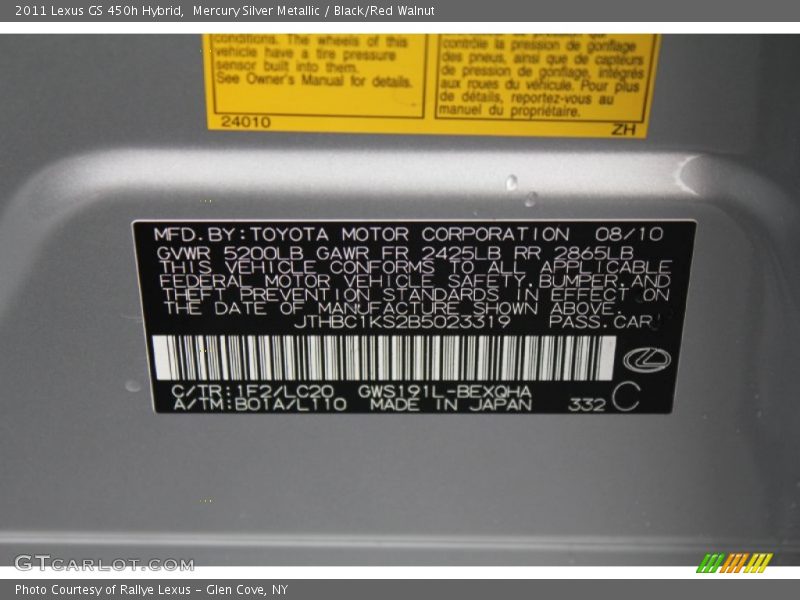 2011 Lexus GS 450h Hybrid,  Mercury Silver Metallic / Black/Red Walnut
conditions. The wheels of this
vehicle have a tire pressure
sensor built into them.
See Owner's Manual for details.
24010
contrôle la pression de gonflage
des pneus, ainsi que de capteurs
de pression de gonflage, intégrés
aux roues du véhicule. Pour plus
de détails, reportez-vous au
manuel du propriétaire.
ZH
MFD.BY:TOYOTA MOTOR CORPORATION 08/10
GVWR 5200LB GAWR FR 2425LB RR 2865LB
THIS VEHICLE CONFORMS TO ALL APPLICABLE
FEDERAL MOTOR VEHICLE SAFETY,BUMPER,AND
THEFT PREVENTION STANDARDS IN EFFECT ON
THE DATE OF MANUFACTURE SHOWN ABOVE.
JTHBC1KS2B5023319 PASS.CAR
C/TR:1F2/LC20 GWS191L-BEXQHA
A/TM:B01A/L110 MADE IN JAPAN 332 C
GTcarlot.com
Photo Courtesy of Rallye Lexus - Glen Cove, NY